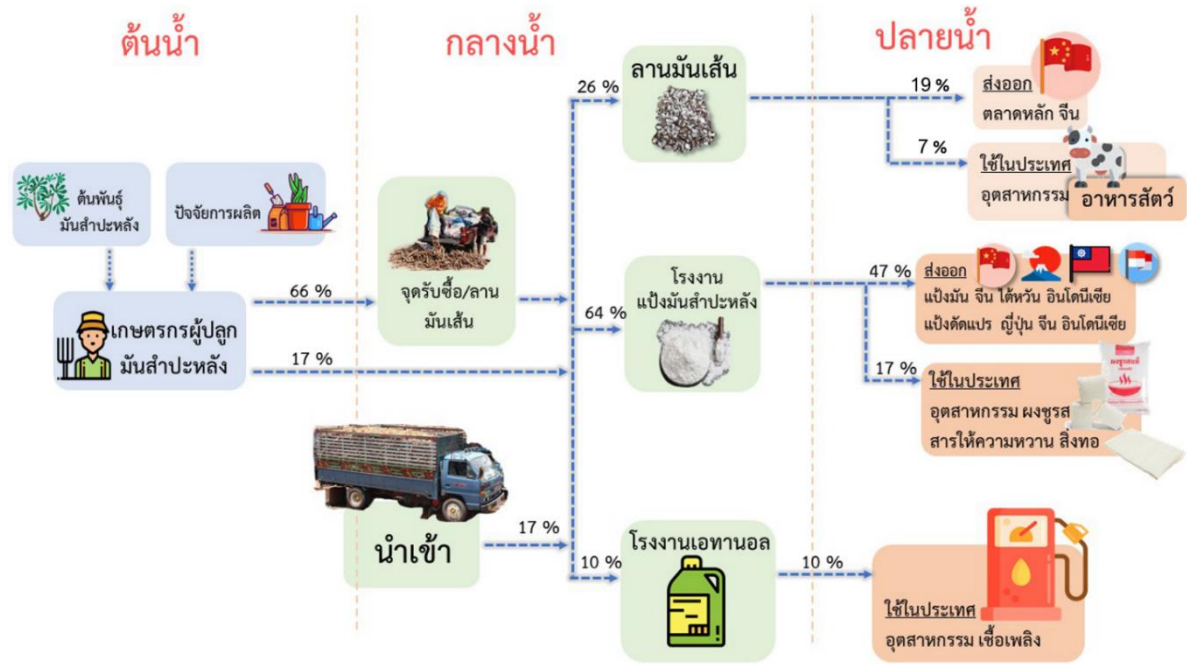 ต้นน้ำ
กลางน้ำ
ปลายน้ำ
ต้นพันธุ์
มันสำปะหลัง
ปัจจัยการผลิต
เกษตรกรผู้ปลูก
มันสำปะหลัง
66 %
17 %
จุดรับซื้อ/ลาน
มันเส้น
นำเข้า
17 %
26 %
ลานมันเส้น
64 %
โรงงาน
แป้งมันสำปะหลัง
10 %
โรงงานเอทานอล
19 %
ส่งออก
ตลาดหลัก จีน
7 %
ใช้ในประเทศ
อุตสาหกรรม
อาหารสัตว์
47 %
ส่งออก
แป้งมัน จีน ไต้หวัน อินโดนีเซีย
แป้งดัดแปร ญี่ปุ่น จีน อินโดนีเซีย
17 %
ใช้ในประเทศ
อุตสาหกรรม ผงชูรส
สารให้ความหวาน สิ่งทอ
10 %
ใช้ในประเทศ
อุตสาหกรรม เชื้อเพลิง